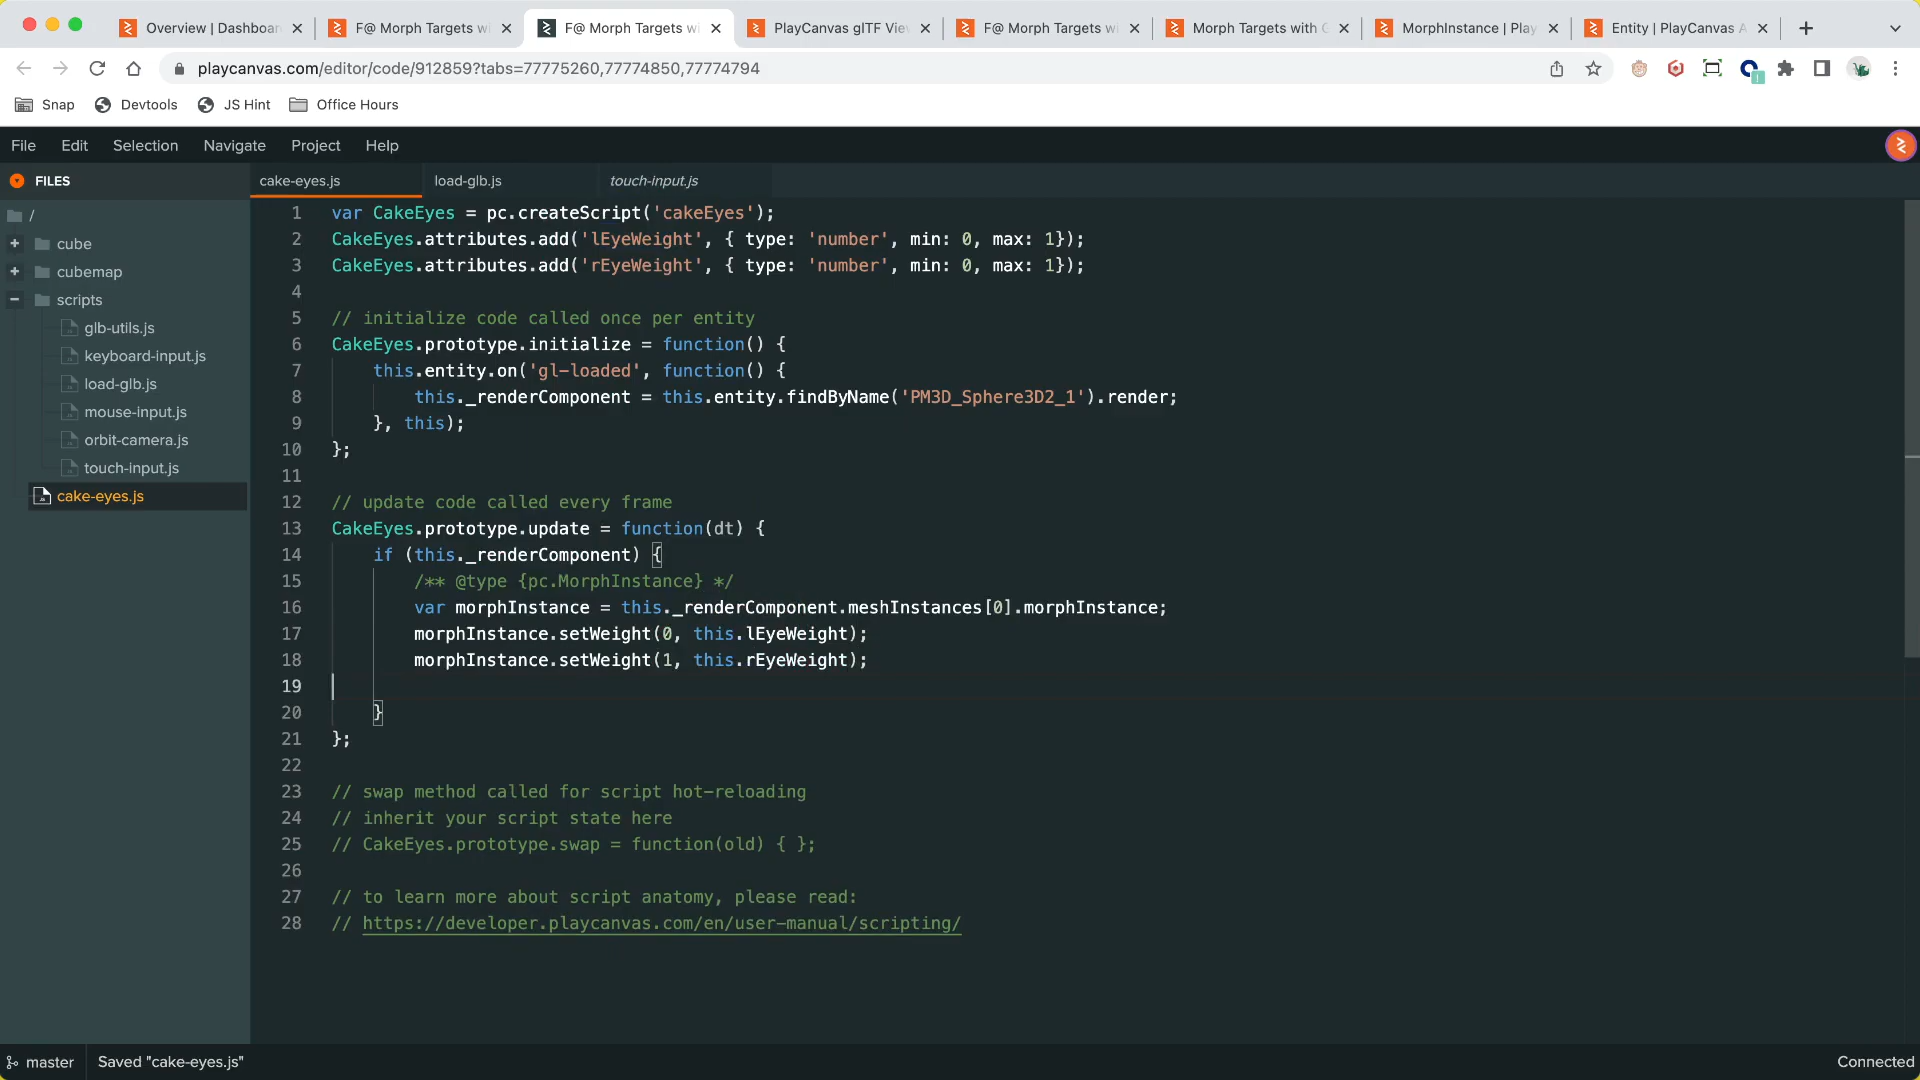 Overview | Dashboar
F@ Morph Targets wi
F@ Morph Targets wi
PlayCanvas glTF Vie
F@ Morph Targets wi
Morph Targets with G
MorphInstance | Play
Entity | PlayCanvas A
playcanvas.com/editor/code/912859?tabs=77775260,77774850,77774794
Snap Devtools JS Hint Office Hours
File Edit Selection Navigate Project Help
FILES
/
cube
cubemap
scripts
glb-utils.js
keyboard-input.js
load-glb.js
mouse-input.js
orbit-camera.js
touch-input.js
cake-eyes.js
cake-eyes.js load-glb.js touch-input.js
1 var CakeEyes = pc.createScript('cakeEyes');
2 CakeEyes.attributes.add('lEyeWeight', { type: 'number', min: 0, max: 1});
3 CakeEyes.attributes.add('rEyeWeight', { type: 'number', min: 0, max: 1});
4
5 // initialize code called once per entity
6 CakeEyes.prototype.initialize = function() {
7 this.entity.on('gl-loaded', function() {
8 this._renderComponent = this.entity.findByName('PM3D_Sphere3D2_1').render;
9 }, this);
10 };
11
12 // update code called every frame
13 CakeEyes.prototype.update = function(dt) {
14 if (this._renderComponent) {
15 /** @type {pc.MorphInstance} */
16 var morphInstance = this._renderComponent.meshInstances[0].morphInstance;
17 morphInstance.setWeight(0, this.lEyeWeight);
18 morphInstance.setWeight(1, this.rEyeWeight);
19
20 }
21 };
22
23 // swap method called for script hot-reloading
24 // inherit your script state here
25 // CakeEyes.prototype.swap = function(old) { };
26
27 // to learn more about script anatomy, please read:
28 // https://developer.playcanvas.com/en/user-manual/scripting/
master Saved "cake-eyes.js" Connected